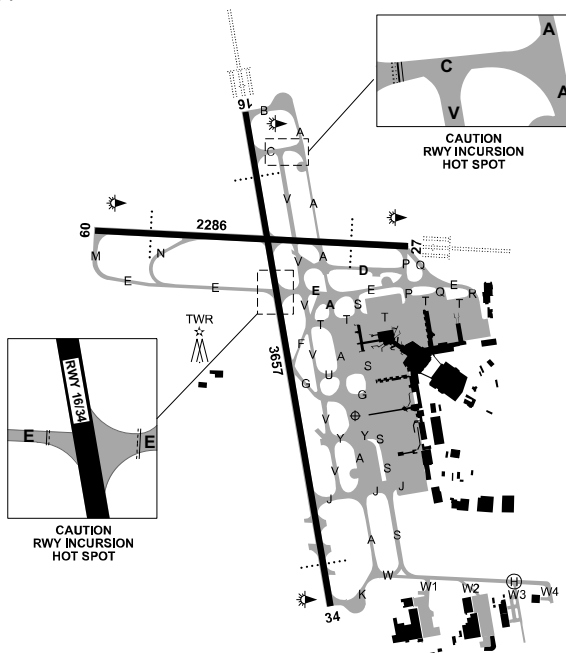 A
C
V
A
CAUTION
RWY INCURSION
HOT SPOT
16
B
A
C
V
A
09
2286
27
M
N
E
E
V
A
D
P
Q
E
R
E
A
S
E
P
Q
T
T
T
V
T
T
T
TWR
3657
F
V
A
S
G
U
G
V
Y
Y
S
A
V
S
J
J
J
A
S
W
K
34
W1
W2
H
W3
W4
RWY 16/34
E
E
CAUTION
RWY INCURSION
HOT SPOT